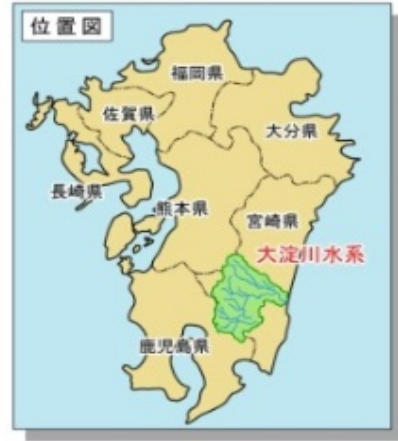 位置図
福岡県
佐賀県
大分県
長崎県
熊本県
宮崎県
大淀川水系
鹿児島県